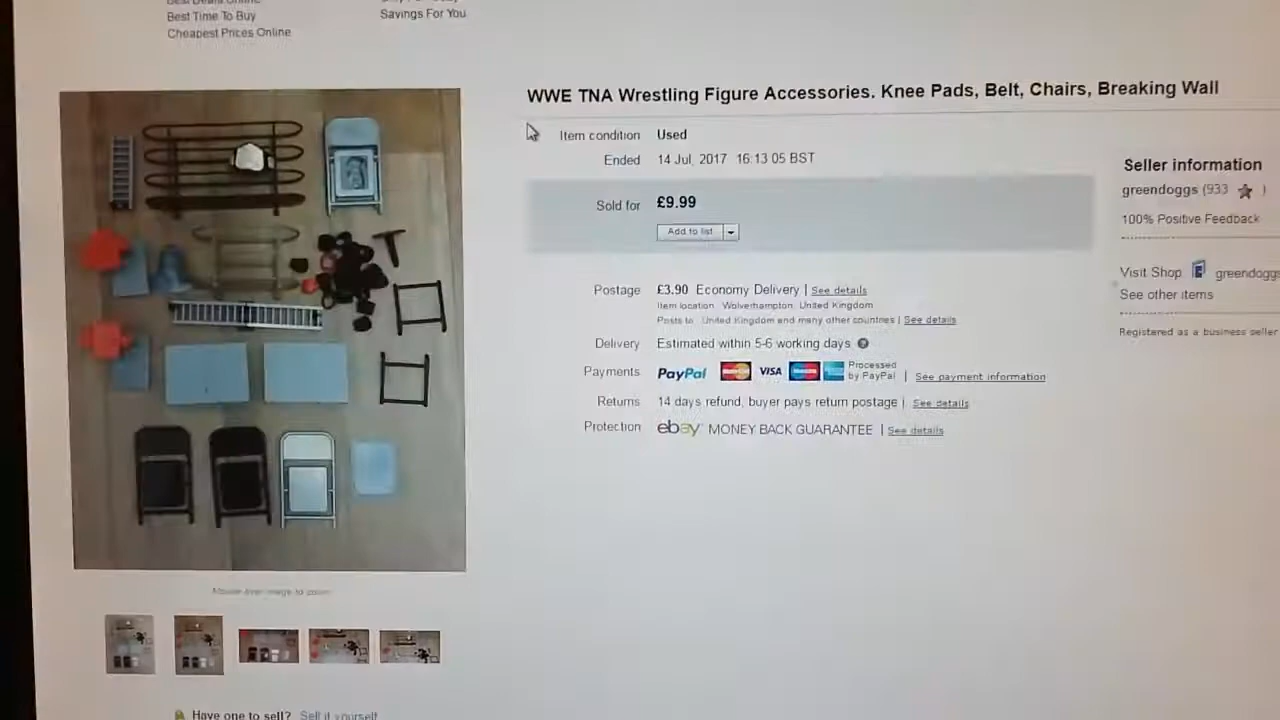 Best Time To Buy
Savings For You
Cheapest Prices Online
WWE TNA Wrestling Figure Accessories. Knee Pads, Belt, Chairs, Breaking Wall
Item condition Used
Ended 14 Jul, 2017 16:13:05 BST
Sold for £9.99
Add to list
Postage £3.90 Economy Delivery | See details
Item location: Wolverhampton, United Kingdom
Posts to: United Kingdom and many other countries | See details
Delivery Estimated within 5-6 working days
Payments PayPal VISA Processed by PayPal | See payment information
Returns 14 days refund, buyer pays return postage | See details
Protection ebay MONEY BACK GUARANTEE | See details
Seller information
greendoggs (933 )
100% Positive Feedback
Visit Shop greendoggs
See other items
Registered as a business seller
Mouse over image to zoom
Have one to sell? Sell it yourself